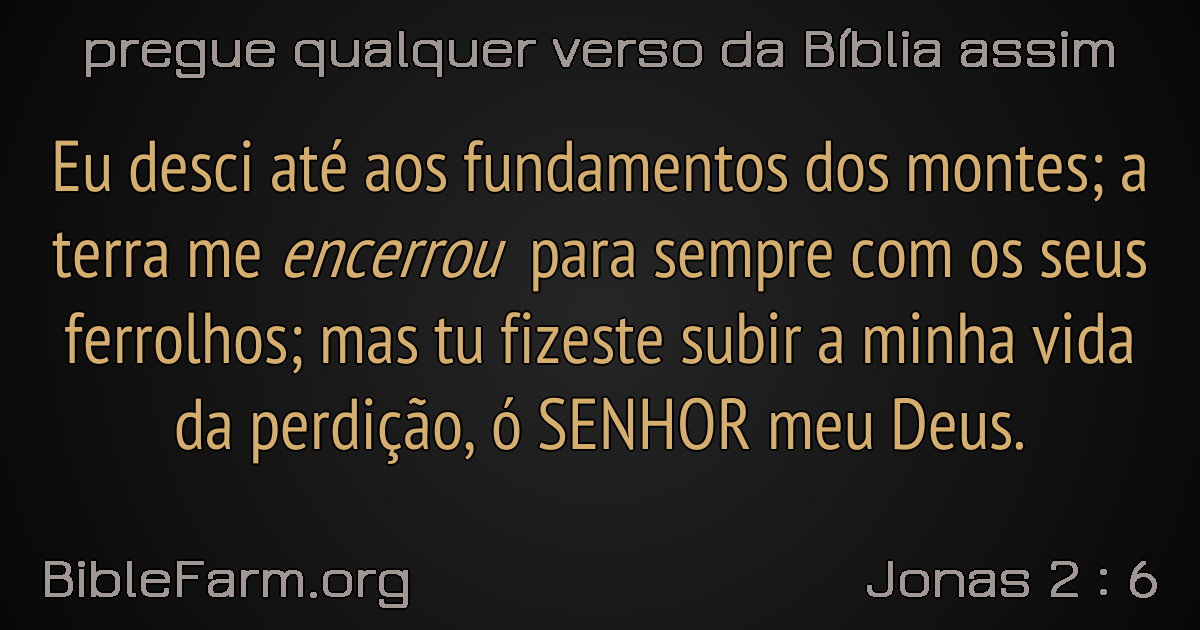 pregue qualquer verso da Bíblia assim
Eu desci até aos fundamentos dos montes; a
terra me encerrou para sempre com os seus
ferrolhos; mas tu fizeste subir a minha vida
da perdição, ó SENHOR meu Deus.
BibleFarm.org
Jonas 2 : 6